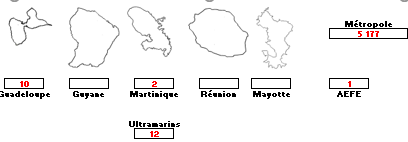 Métropole
5 177
10
2
1
Guadeloupe
Guyane
Martinique
Réunion
Mayotte
AEFE
Ultramarins
12